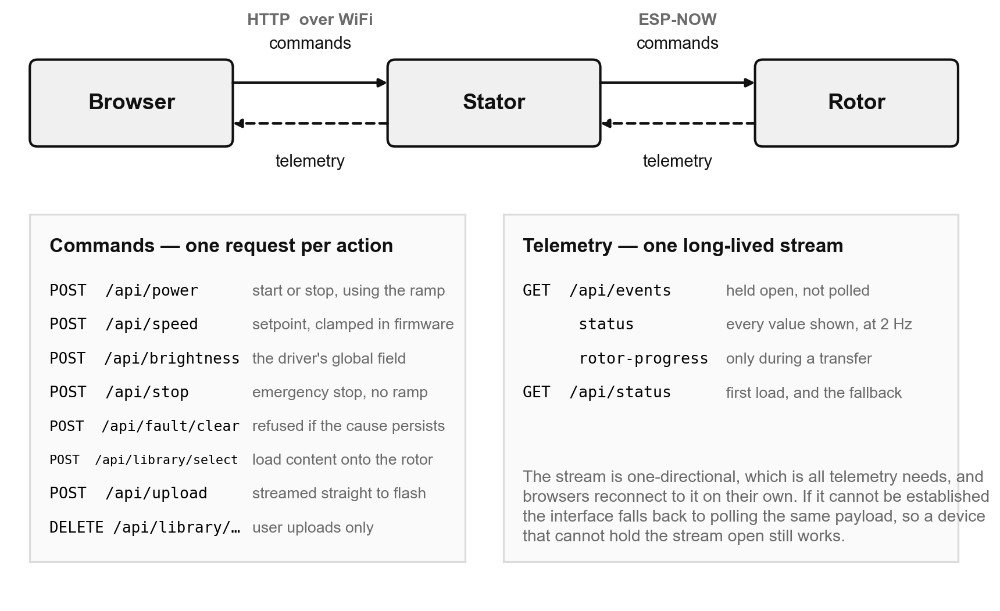 HTTP  over WiFi
commands
ESP-NOW
commands
Browser
Stator
Rotor
telemetry
telemetry
Commands — one request per action
POST  /api/power  start or stop, using the ramp
POST  /api/speed  setpoint, clamped in firmware
POST  /api/brightness  the driver's global field
POST  /api/stop  emergency stop, no ramp
POST  /api/fault/clear  refused if the cause persists
POST  /api/library/select  load content onto the rotor
POST  /api/upload  streamed straight to flash
DELETE /api/library/…  user uploads only
Telemetry — one long-lived stream
GET  /api/events  held open, not polled
status  every value shown, at 2 Hz
rotor-progress  only during a transfer
GET  /api/status  first load, and the fallback
The stream is one-directional, which is all telemetry needs, and
browsers reconnect to it on their own. If it cannot be established
the interface falls back to polling the same payload, so a device
that cannot hold the stream open still works.